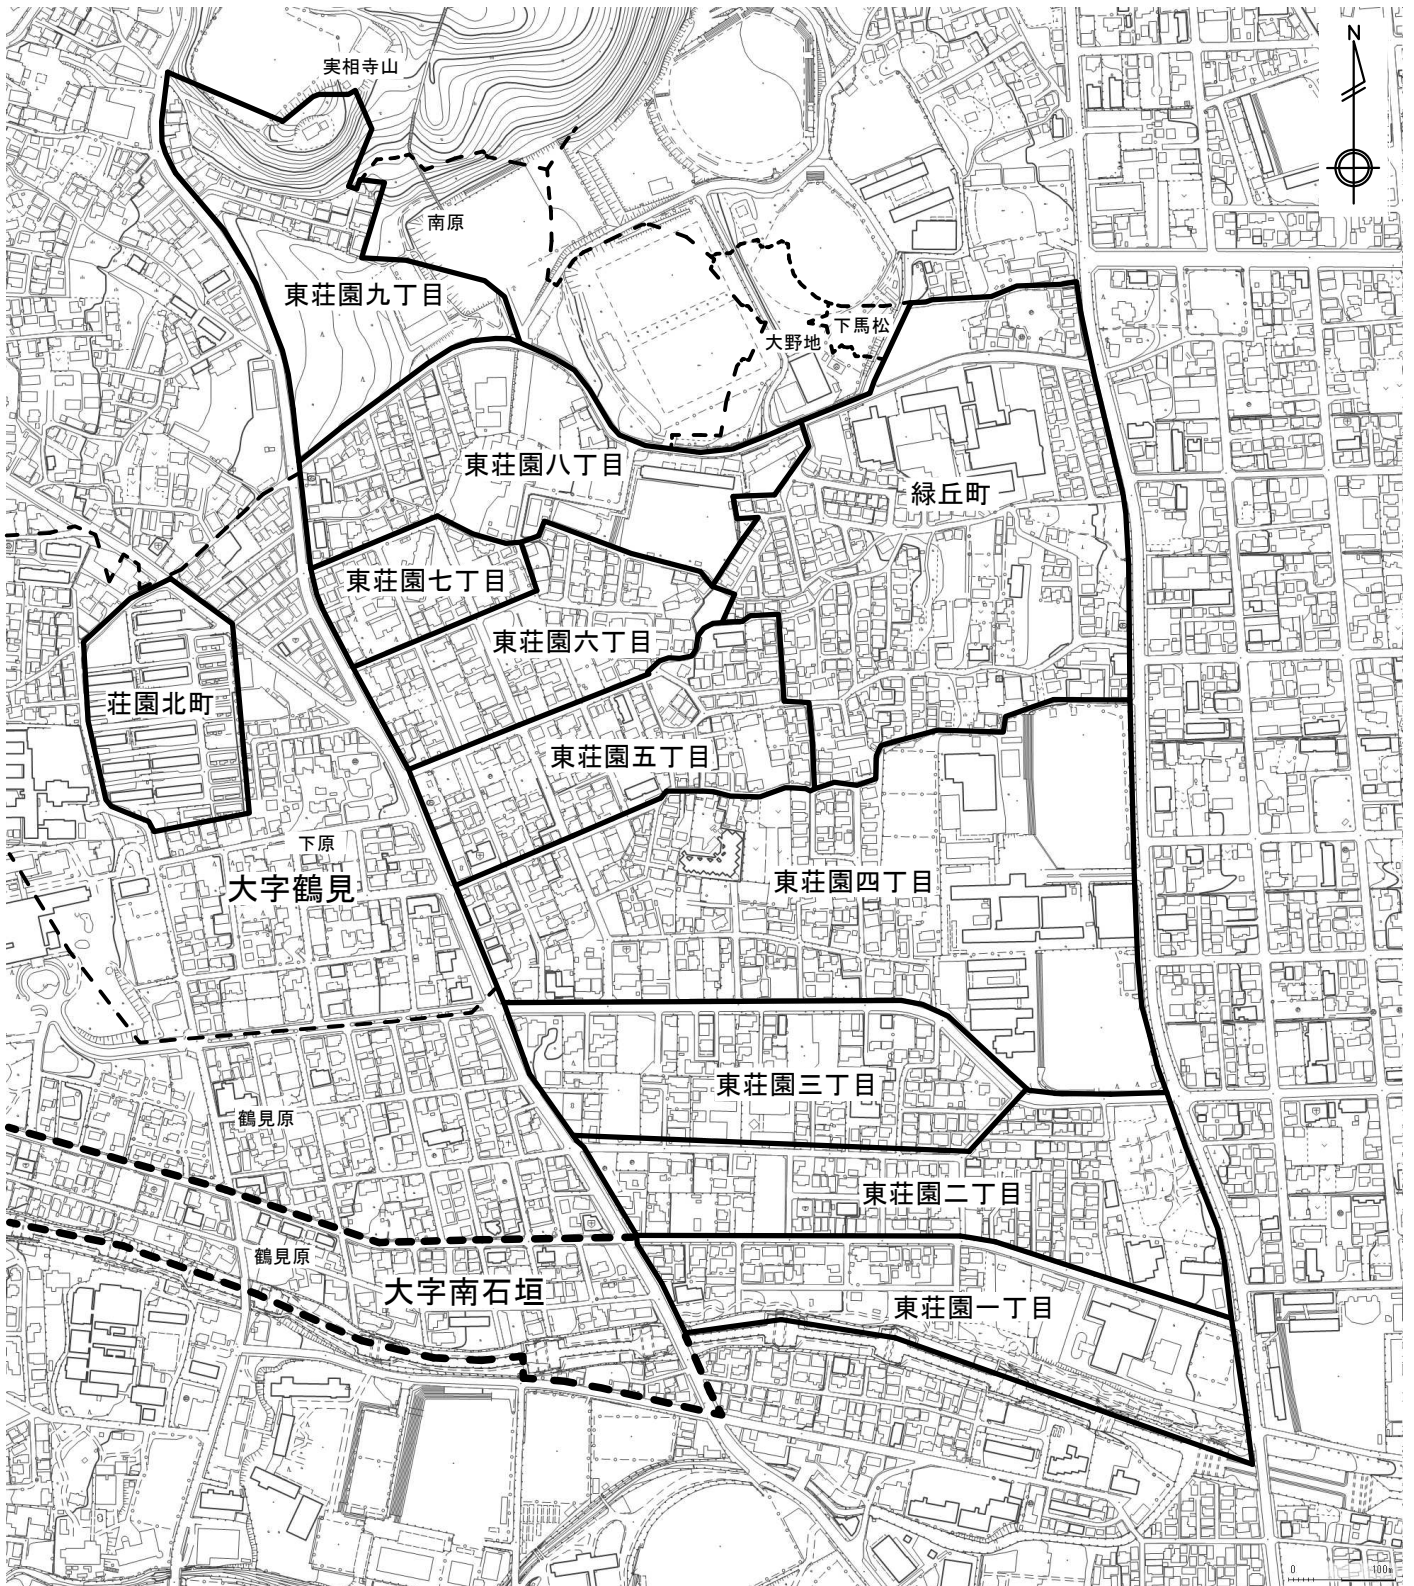 N
実相寺山
南原
東荘園九丁目
下馬松
大野地
東荘園八丁目
緑丘町
東荘園七丁目
東荘園六丁目
荘園北町
東荘園五丁目
下原
大字鶴見
東荘園四丁目
東荘園三丁目
鶴見原
東荘園二丁目
鶴見原
大字南石垣
東荘園一丁目
0 100m